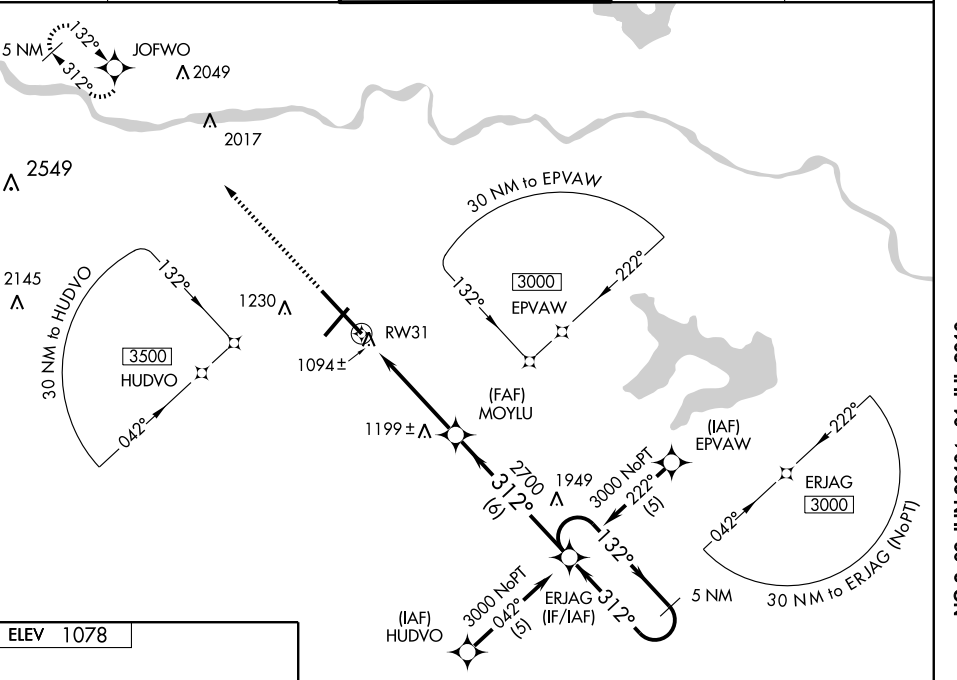 132°
5 NM
JOFWO
312°
2049
2017
2549
30 NM to EPVAW
132°
222°
3000
EPVAW
2145
30 NM to HUDVO
132°
3500
HUDVO
042°
1230
RW31
1094±
(FAF)
MOYLU
1199±
(IAF)
EPVAW
2700
312°
(6)
1949
3000 NoPT
222°
(5)
222°
ERJAG
3000
042°
30 NM to ERJAG (NoPT)
132°
5 NM
312°
ERJAG
(IF/IAF)
3000 NoPT
042°
(5)
(IAF)
HUDVO
ELEV 1078